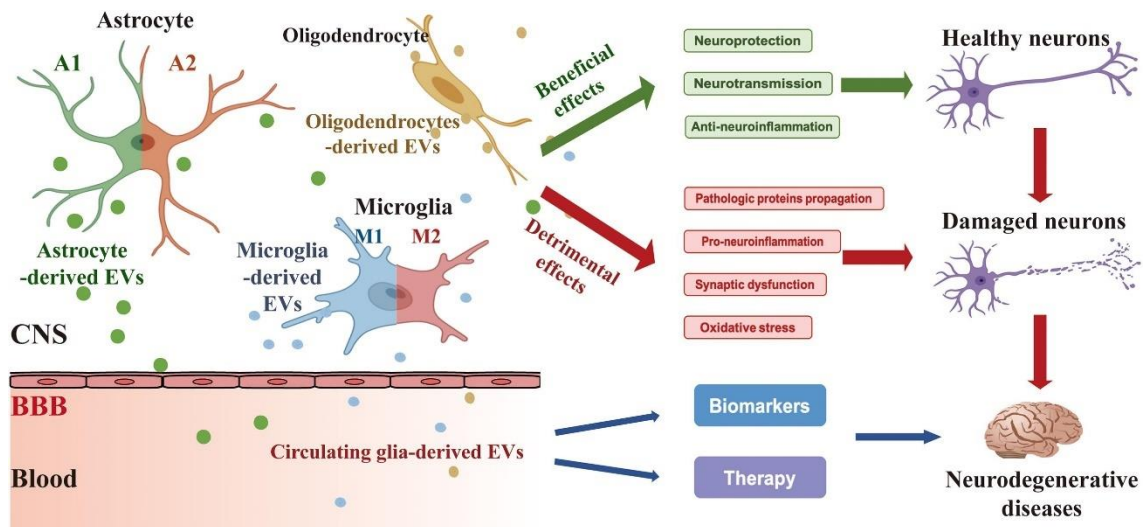 Astrocyte
A1
A2
Astrocyte
-derived EVs
Oligodendrocyte
Oligodendrocytes
-derived EVs
Microglia
M1
M2
Microglia
-derived
EVs
CNS
BBB
Blood
Circulating glia-derived EVs
Beneficial
effects
Detrimental
effects
Neuroprotection
Neurotransmission
Anti-neuroinflammation
Pathologic proteins propagation
Pro-neuroinflammation
Synaptic dysfunction
Oxidative stress
Biomarkers
Therapy
Healthy neurons
Damaged neurons
Neurodegenerative
diseases